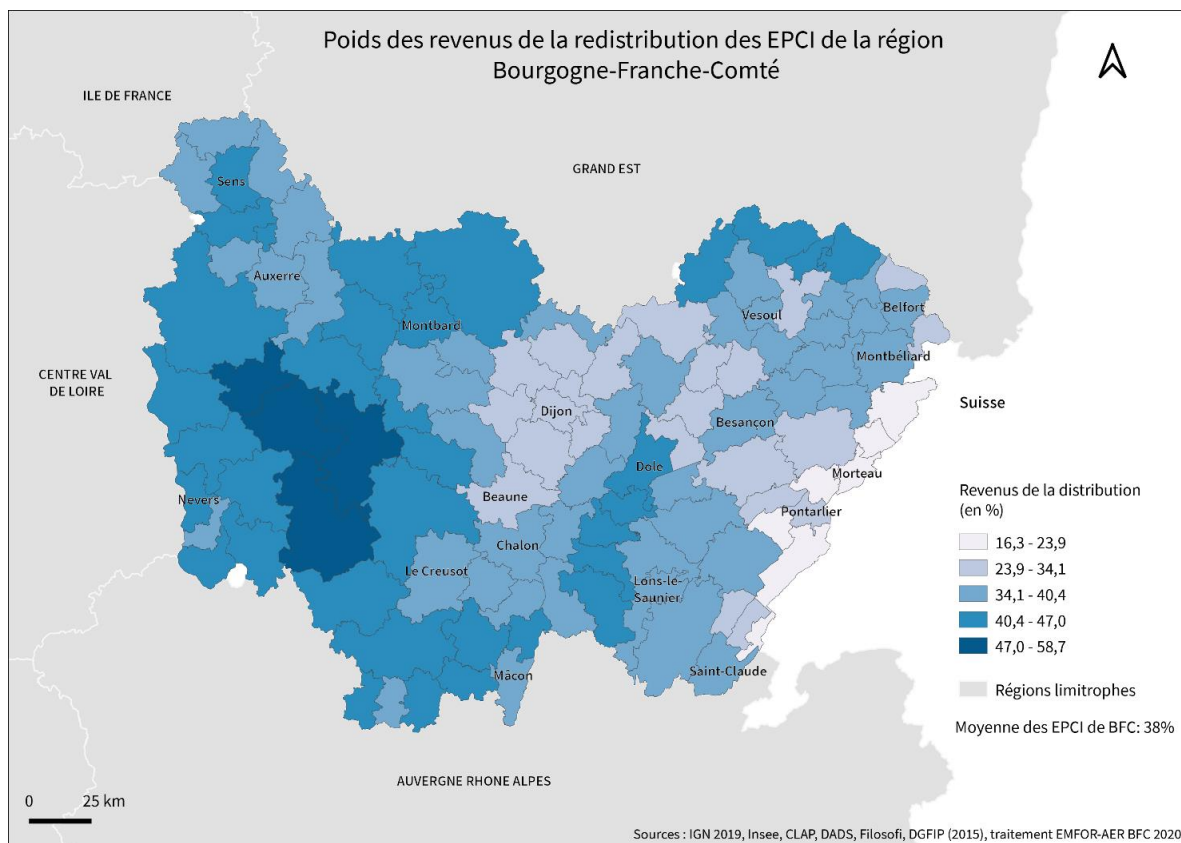 Poids des revenus de la redistribution des EPCI de la région
Bourgogne-Franche-Comté
ILE DE FRANCE
GRAND EST
Sens
Auxerre
Montbard
Vesoul
Belfort
Montbéliard
CENTRE VAL
DE LOIRE
Suisse
Dijon
Besançon
Dole
Morteau
Nevers
Beaune
Pontarlier
Chalon
Le Creusot
Lons-le-
Saunier
Mâcon
Saint-Claude
Revenus de la distribution
(en %)
16,3 - 23,9
23,9 - 34,1
34,1 - 40,4
40,4 - 47,0
47,0 - 58,7
Régions limitrophes
Moyenne des EPCI de BFC: 38%
AUVERGNE RHONE ALPES
0 25 km
Sources : IGN 2019, Insee, CLAP, DADS, Filosofi, DGFIP (2015), traitement EMFOR-AER BFC 2020